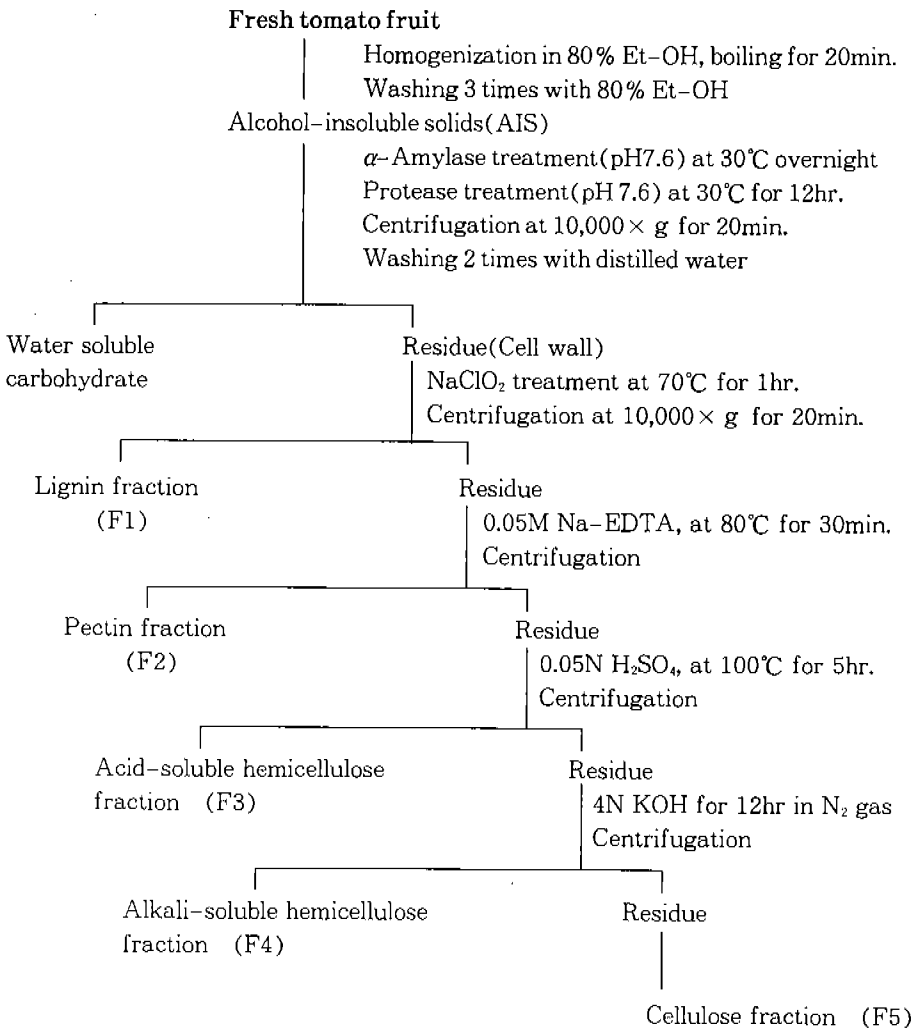 Fresh tomato fruit
Homogenization in 80% Et-OH, boiling for 20min.
Washing 3 times with 80% Et-OH
Alcohol-insoluble solids(AIS)
α-Amylase treatment(pH7.6) at 30℃ overnight
Protease treatment(pH 7.6) at 30℃ for 12hr.
Centrifugation at 10,000× g for 20min.
Washing 2 times with distilled water
Water soluble
carbohydrate
Residue(Cell wall)
NaClO₂ treatment at 70℃ for 1hr.
Centrifugation at 10,000× g for 20min.
Lignin fraction
(F1)
Residue
0.05M Na-EDTA, at 80℃ for 30min.
Centrifugation
Pectin fraction
(F2)
Residue
0.05N H₂SO₄, at 100℃ for 5hr.
Centrifugation
Acid-soluble hemicellulose
fraction (F3)
Residue
4N KOH for 12hr in N₂ gas
Centrifugation
Alkali-soluble hemicellulose
fraction (F4)
Residue
Cellulose fraction (F5)